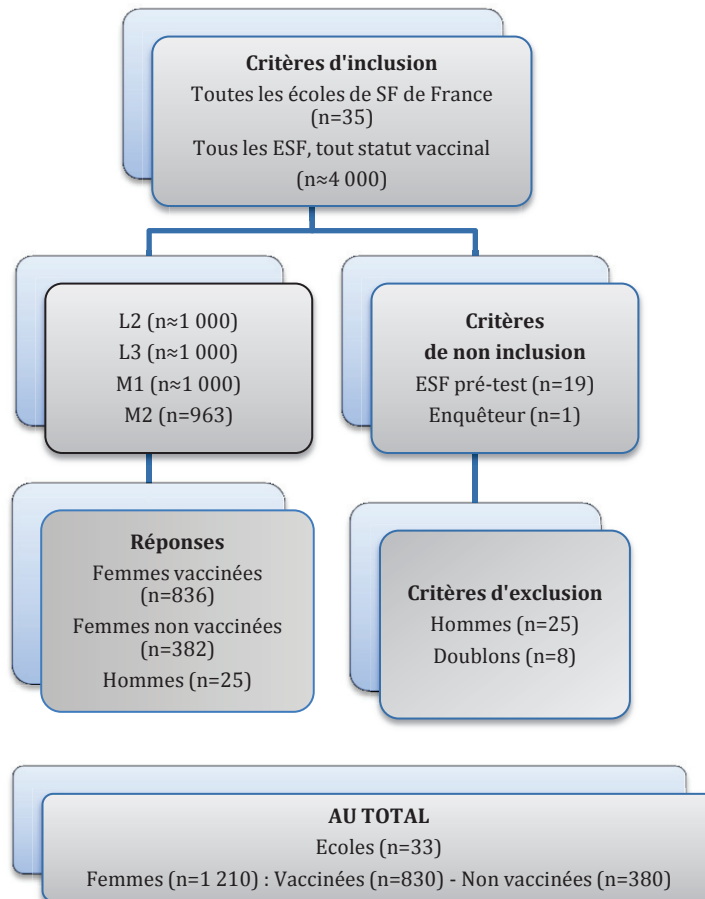 Critères d'inclusion
Toutes les écoles de SF de France
(n=35)
Tous les ESF, tout statut vaccinal
(n≈4 000)
L2 (n≈1 000)
L3 (n≈1 000)
M1 (n≈1 000)
M2 (n=963)
Critères
de non inclusion
ESF pré-test (n=19)
Enquêteur (n=1)
Réponses
Femmes vaccinées
(n=836)
Femmes non vaccinées
(n=382)
Hommes (n=25)
Critères d'exclusion
Hommes (n=25)
Doublons (n=8)
AU TOTAL
Ecoles (n=33)
Femmes (n=1 210) : Vaccinées (n=830) - Non vaccinées (n=380)